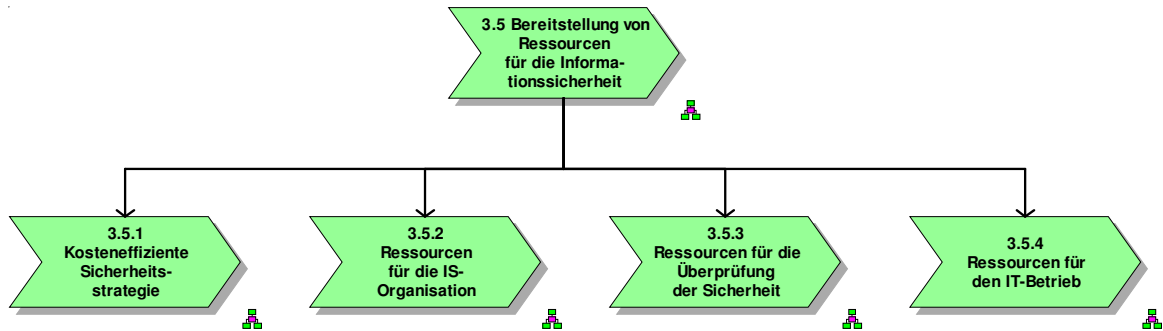 3.5 Bereitstellung von
Ressourcen
für die Informa-
tionssicherheit
3.5.1
Kosteneffiziente
Sicherheits-
strategie
3.5.2
Ressourcen
für die IS-
Organisation
3.5.3
Ressourcen für die
Überprüfung
der Sicherheit
3.5.4
Ressourcen für
den IT-Betrieb